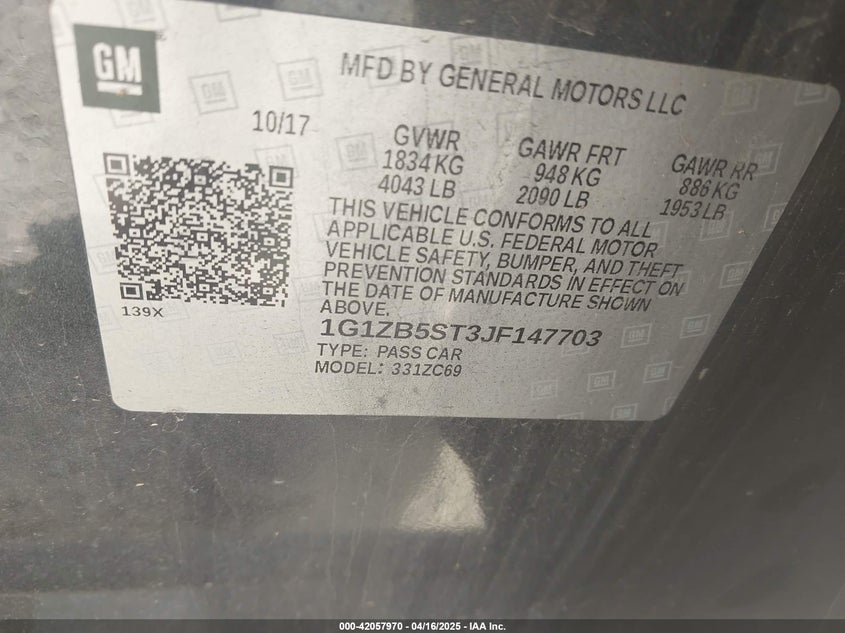 GM
MFD BY GENERAL MOTORS LLC
10/17
GVWR
1834 KG
4043 LB
GAWR FRT
948 KG
2090 LB
GAWR RR
886 KG
1953 LB
THIS VEHICLE CONFORMS TO ALL
APPLICABLE U.S. FEDERAL MOTOR
VEHICLE SAFETY, BUMPER, AND THEFT
PREVENTION STANDARDS IN EFFECT ON
THE DATE OF MANUFACTURE SHOWN
ABOVE.
139X
1G1ZB5ST3JF147703
TYPE: PASS CAR
MODEL: 331ZC69
000-42057970 - 04/16/2025 - IAA Inc.